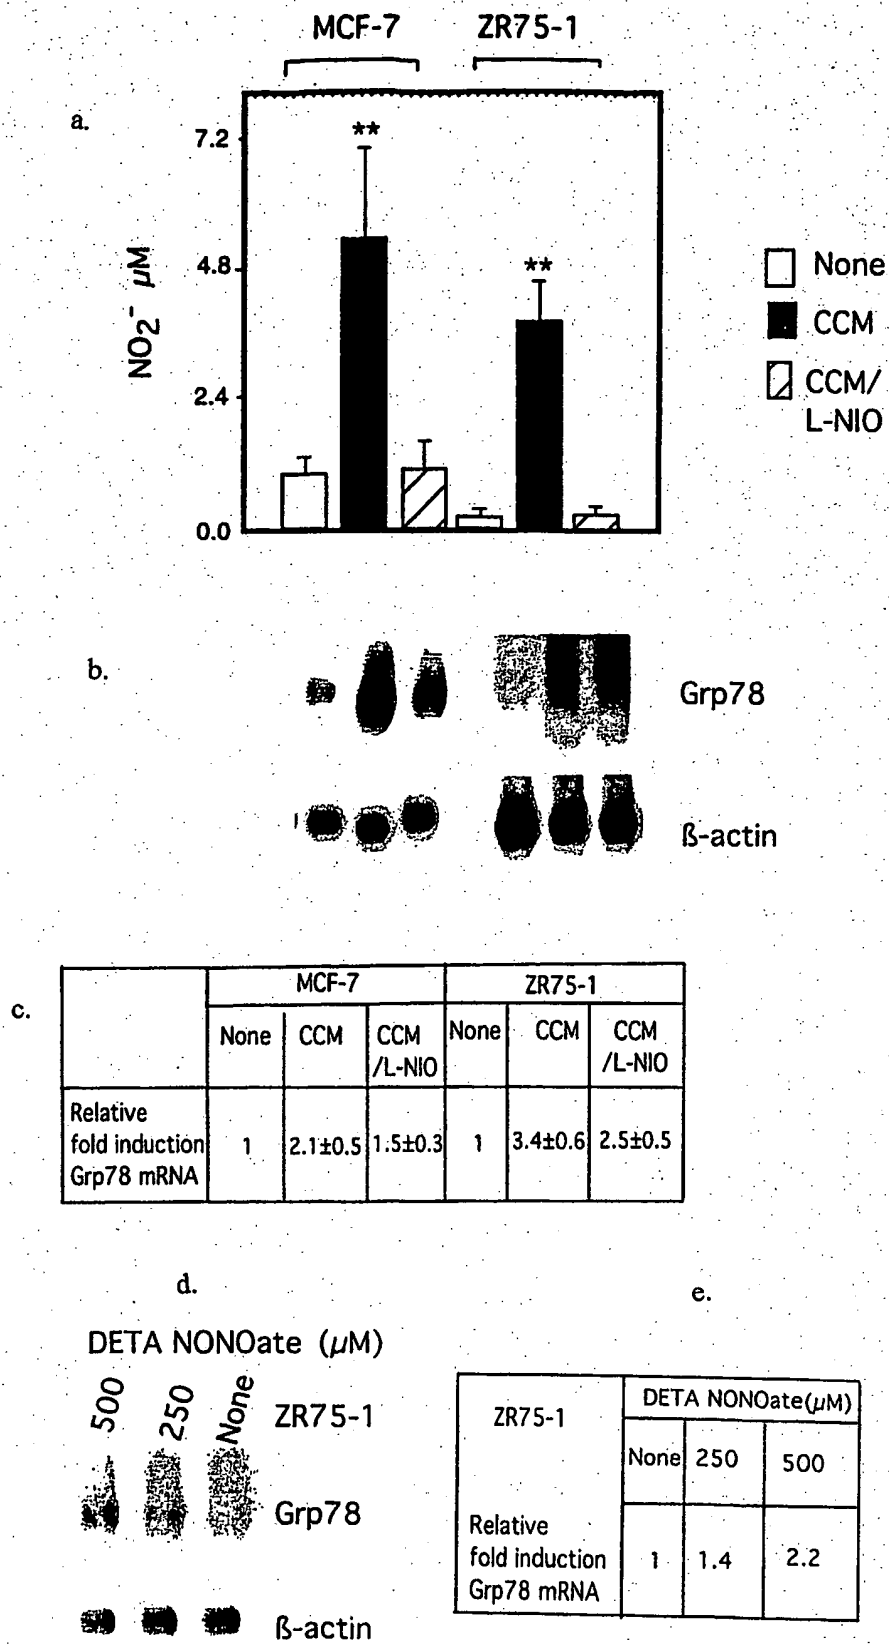 MCF-7 ZR75-1
a.
7.2
4.8
2.4
0.0
NO₂⁻ µM
** **
None
CCM
CCM/
L-NIO
b.
Grp78
ß-actin
c.
MCF-7 ZR75-1
None CCM CCM /L-NIO None CCM CCM /L-NIO
Relative
fold induction 1 2.1±0.5 1.5±0.3 1 3.4±0.6 2.5±0.5
Grp78 mRNA
d.
DETA NONOate (µM)
500 250 None ZR75-1
Grp78
ß-actin
e.
ZR75-1 DETA NONOate(µM)
None 250 500
Relative
fold induction 1 1.4 2.2
Grp78 mRNA